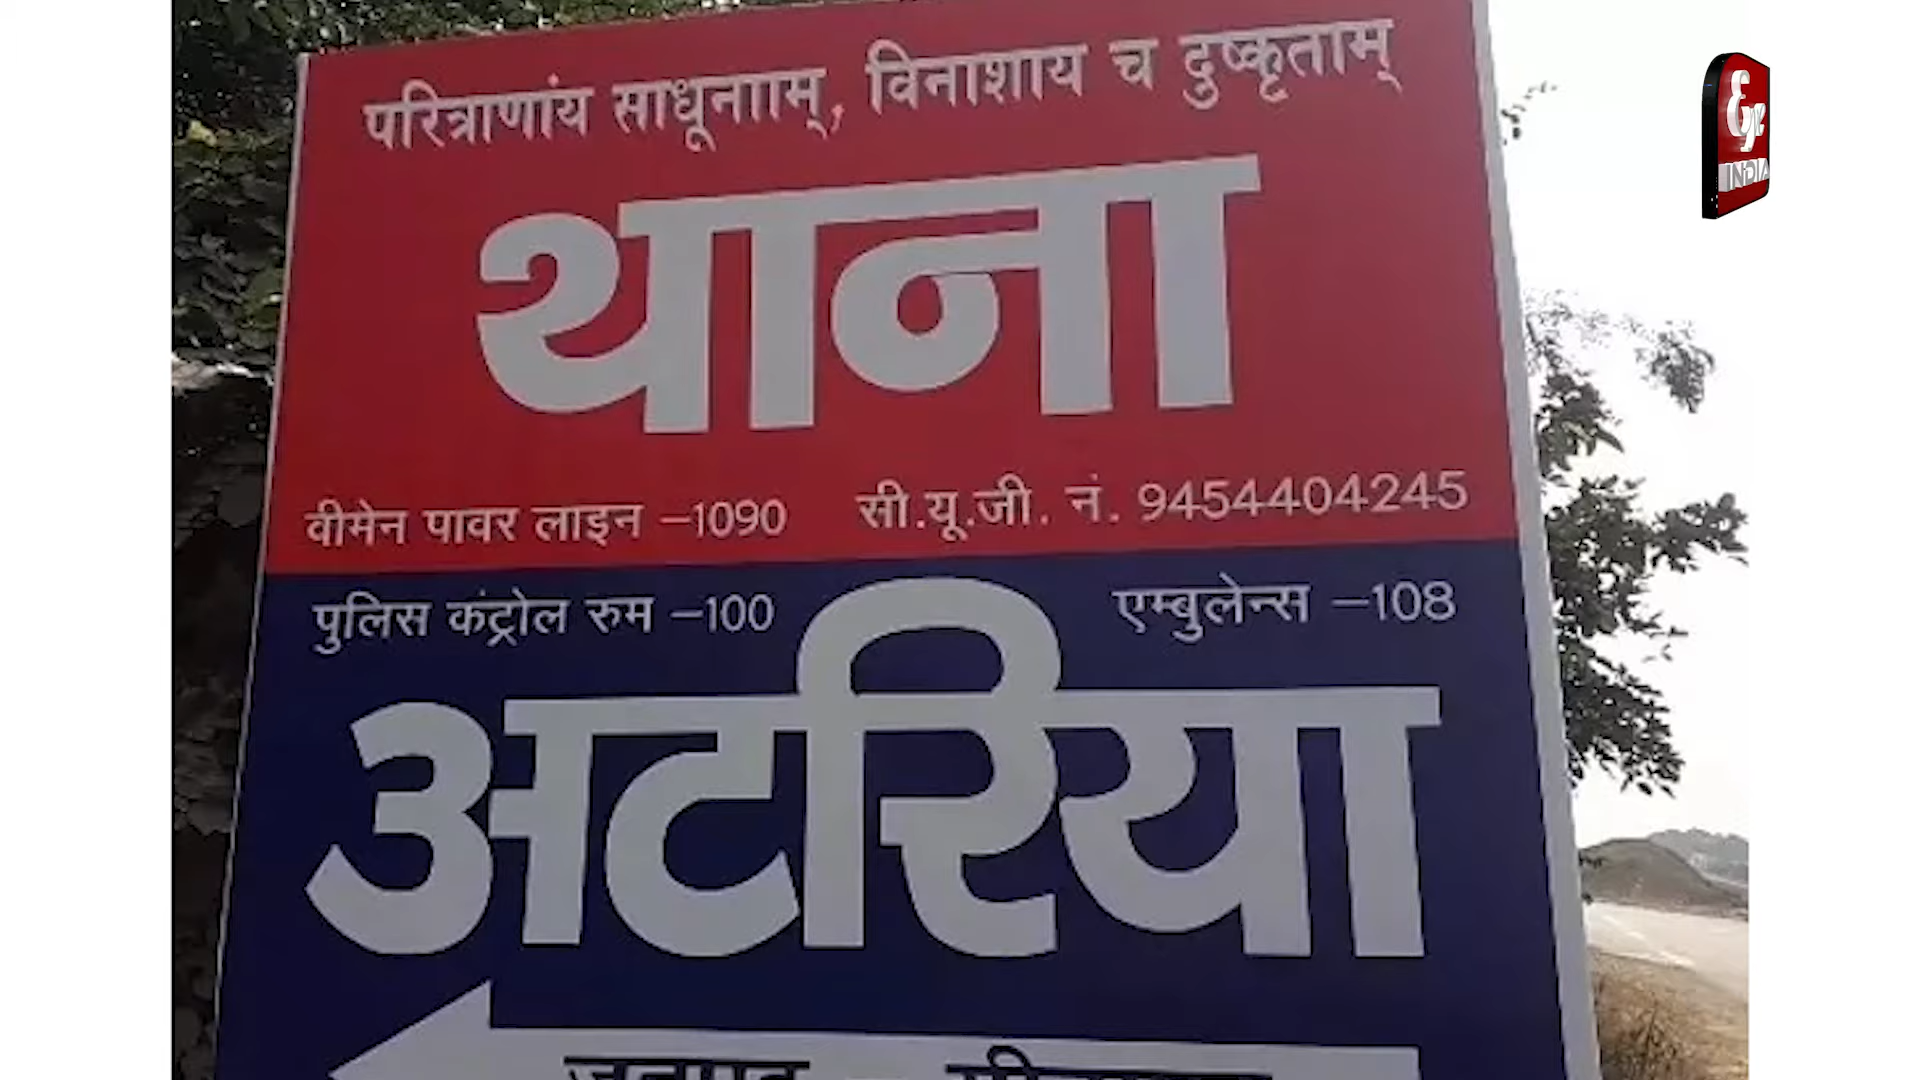 परित्राणांय साधूनााम्, विनाशाय च दुष्कृताम्
थाना
वीमेन पावर लाइन –1090 सी.यू.जी. नं. 9454404245
पुलिस कंट्रोल रुम –100 एम्बुलेन्स –108
अटरिया
INDIA